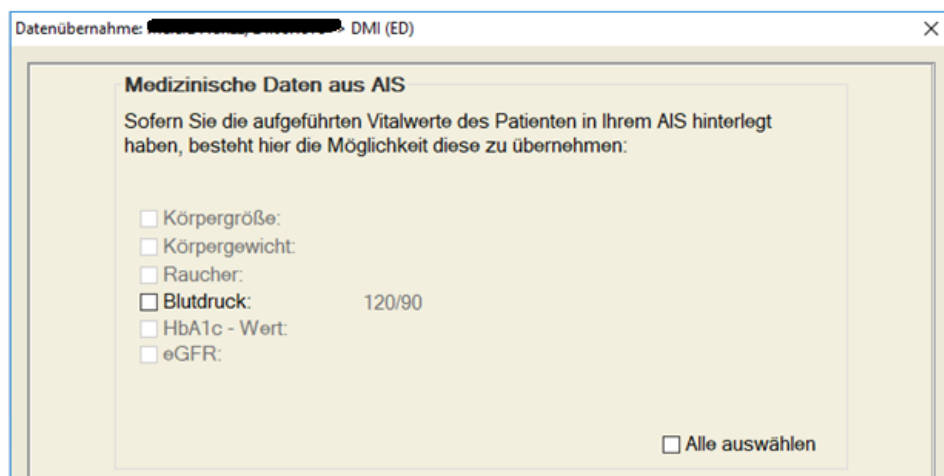 Datenübernahme: > DMI (ED)
Medizinische Daten aus AIS
Sofern Sie die aufgeführten Vitalwerte des Patienten in Ihrem AIS hinterlegt
haben, besteht hier die Möglichkeit diese zu übernehmen:
Körpergröße:
Körpergewicht:
Raucher:
Blutdruck: 120/90
HbA1c - Wert:
eGFR:
Alle auswählen